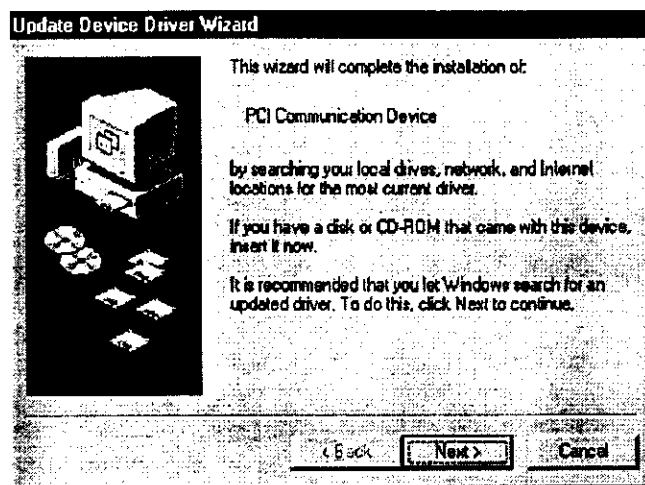 Update Device Driver Wizard
This wizard will complete the installation of:
PCI Communication Device
by searching your local drives, network, and Internet
locations for the most current driver.
If you have a disk or CD-ROM that came with this device,
insert it now.
It is recommended that you let Windows search for an
updated driver. To do this, click Next to continue.
< Back
Next >
Cancel